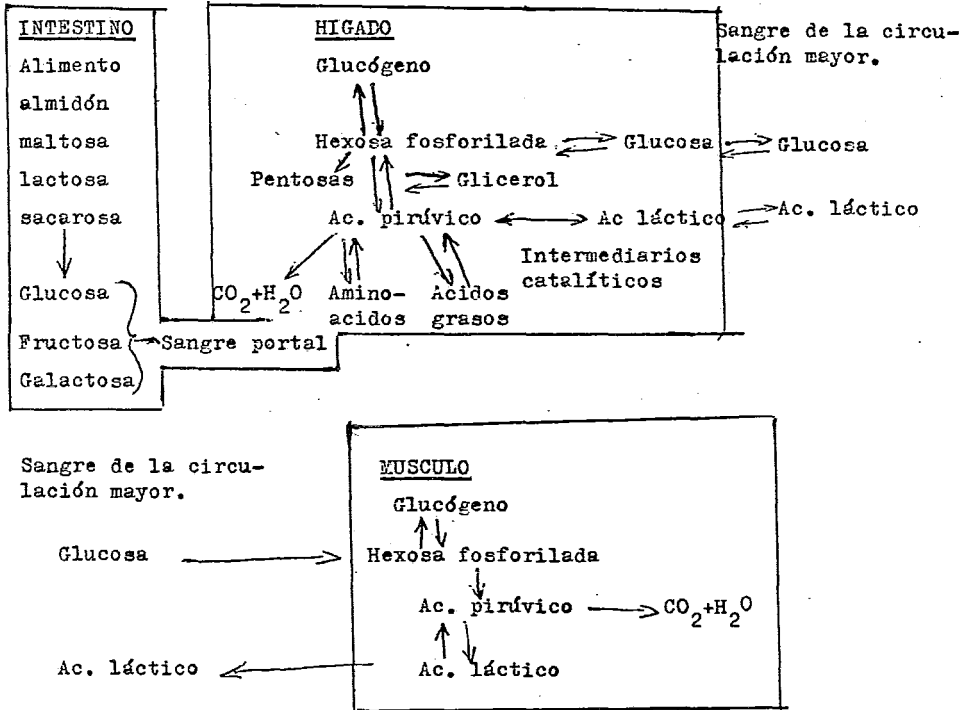 INTESTINO
Alimento
almidón
maltosa
lactosa
sacarosa
Glucosa
Fructosa
Galactosa
Sangre portal
HIGADO
Glucógeno
Hexosa fosforilada
Glucosa
Pentosas
Glicerol
Ac. pirúvico
Ac láctico
Intermediarios
catalíticos
CO2+H2O
Amino-
acidos
Acidos
grasos
Sangre de la circu-
lación mayor.
Glucosa
Ac. láctico
Sangre de la circu-
lación mayor.
Glucosa
Ac. láctico
MUSCULO
Glucógeno
Hexosa fosforilada
Ac. pirúvico
CO2+H2O
Ac. láctico